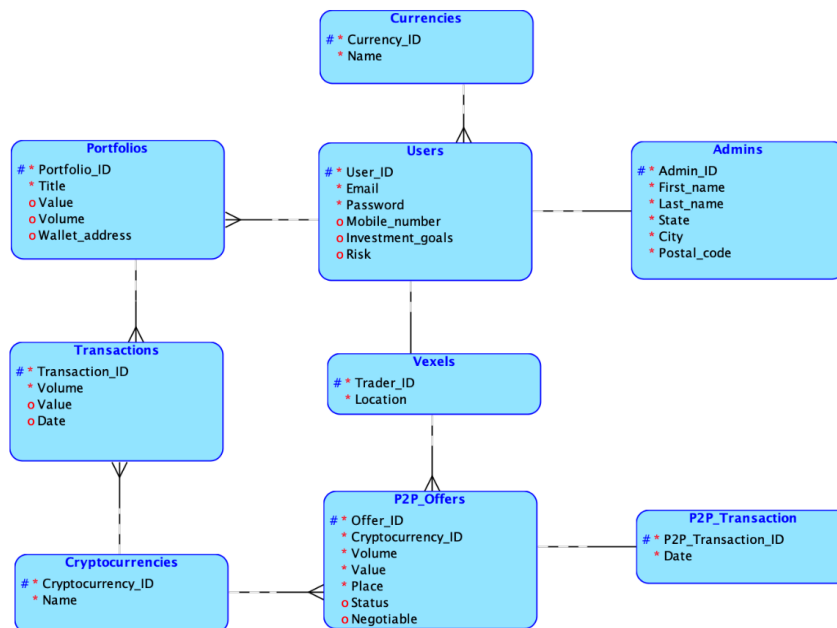 Currencies
# * Currency_ID
* Name
Portfolios
# * Portfolio_ID
* Title
o Value
o Volume
o Wallet_address
Users
# * User_ID
* Email
* Password
o Mobile_number
o Investment_goals
o Risk
Admins
# * Admin_ID
* First_name
* Last_name
* State
* City
* Postal_code
Transactions
# * Transaction_ID
* Volume
o Value
o Date
Vexels
# * Trader_ID
* Location
P2P_Offers
# * Offer_ID
* Cryptocurrency_ID
* Volume
* Value
* Place
o Status
o Negotiable
P2P_Transaction
# * P2P_Transaction_ID
* Date
Cryptocurrencies
# * Cryptocurrency_ID
* Name